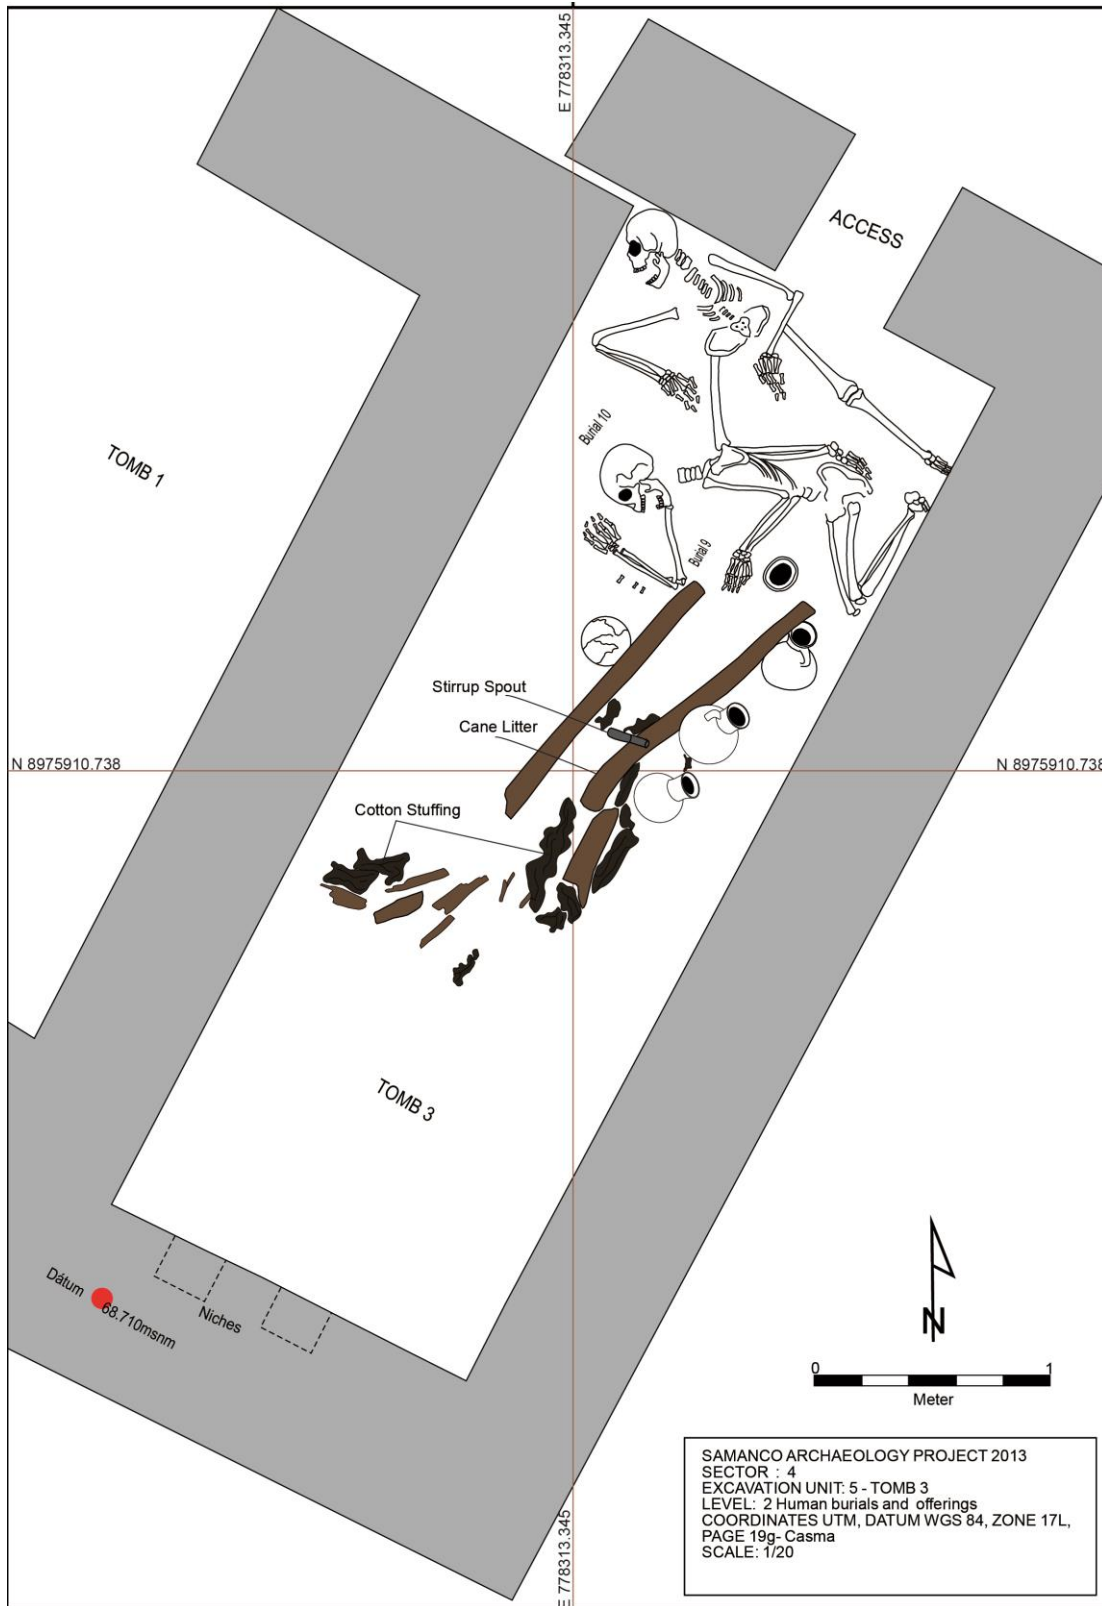 E 778313.345
ACCESS
TOMB 1
Burial 10
Burial 9
Stirrup Spout
Cane Litter
N 8975910.738
N 8975910.738
Cotton Stuffing
TOMB 3
Dátum
68.710msnm
Niches
N
0 1
Meter
E 778313.345
SAMANCO ARCHAEOLOGY PROJECT 2013
SECTOR : 4
EXCAVATION UNIT: 5 - TOMB 3
LEVEL: 2 Human burials and offerings
COORDINATES UTM, DATUM WGS 84, ZONE 17L,
PAGE 19g- Casma
SCALE: 1/20